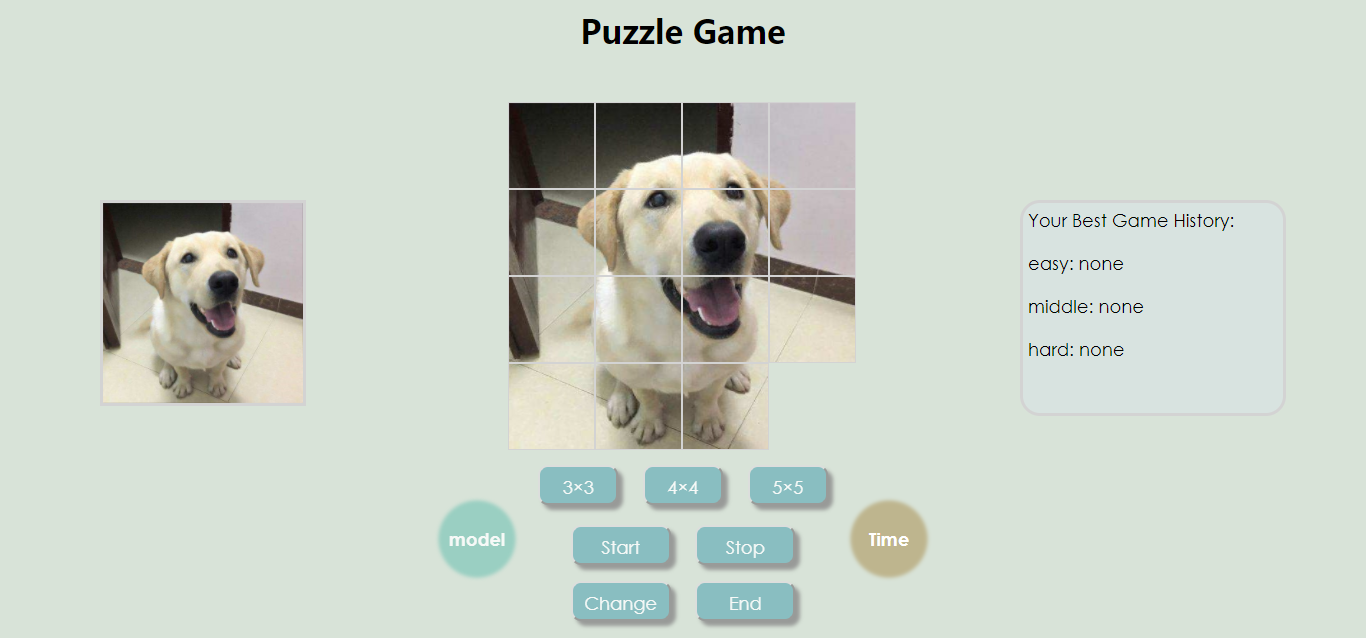 Puzzle Game
Your Best Game History:
easy: none
middle: none
hard: none
3×3
4×4
5×5
model
Start
Stop
Time
Change
End